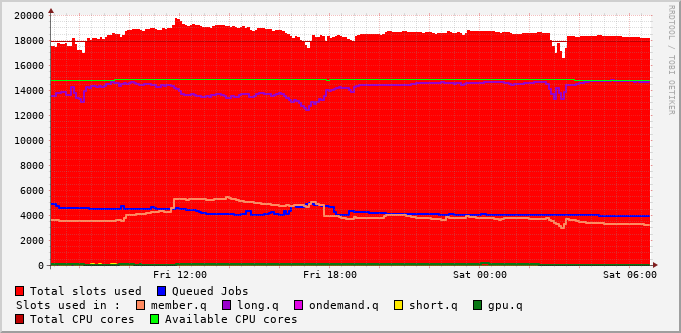 RRDTOOL / TOBI OETIKER
20000
18000
16000
14000
12000
10000
8000
6000
4000
2000
0
Fri 12:00 Fri 18:00 Sat 00:00 Sat 06:00
Total slots used Queued Jobs
Slots used in : member.q long.q ondemand.q short.q gpu.q
Total CPU cores Available CPU cores